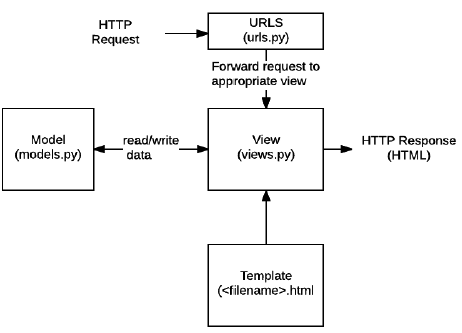 HTTP
Request
URLS
(urls.py)
Forward request to
appropriate view
Model
(models.py)
read/write
data
View
(views.py)
HTTP Response
(HTML)
Template
(<filename>.html